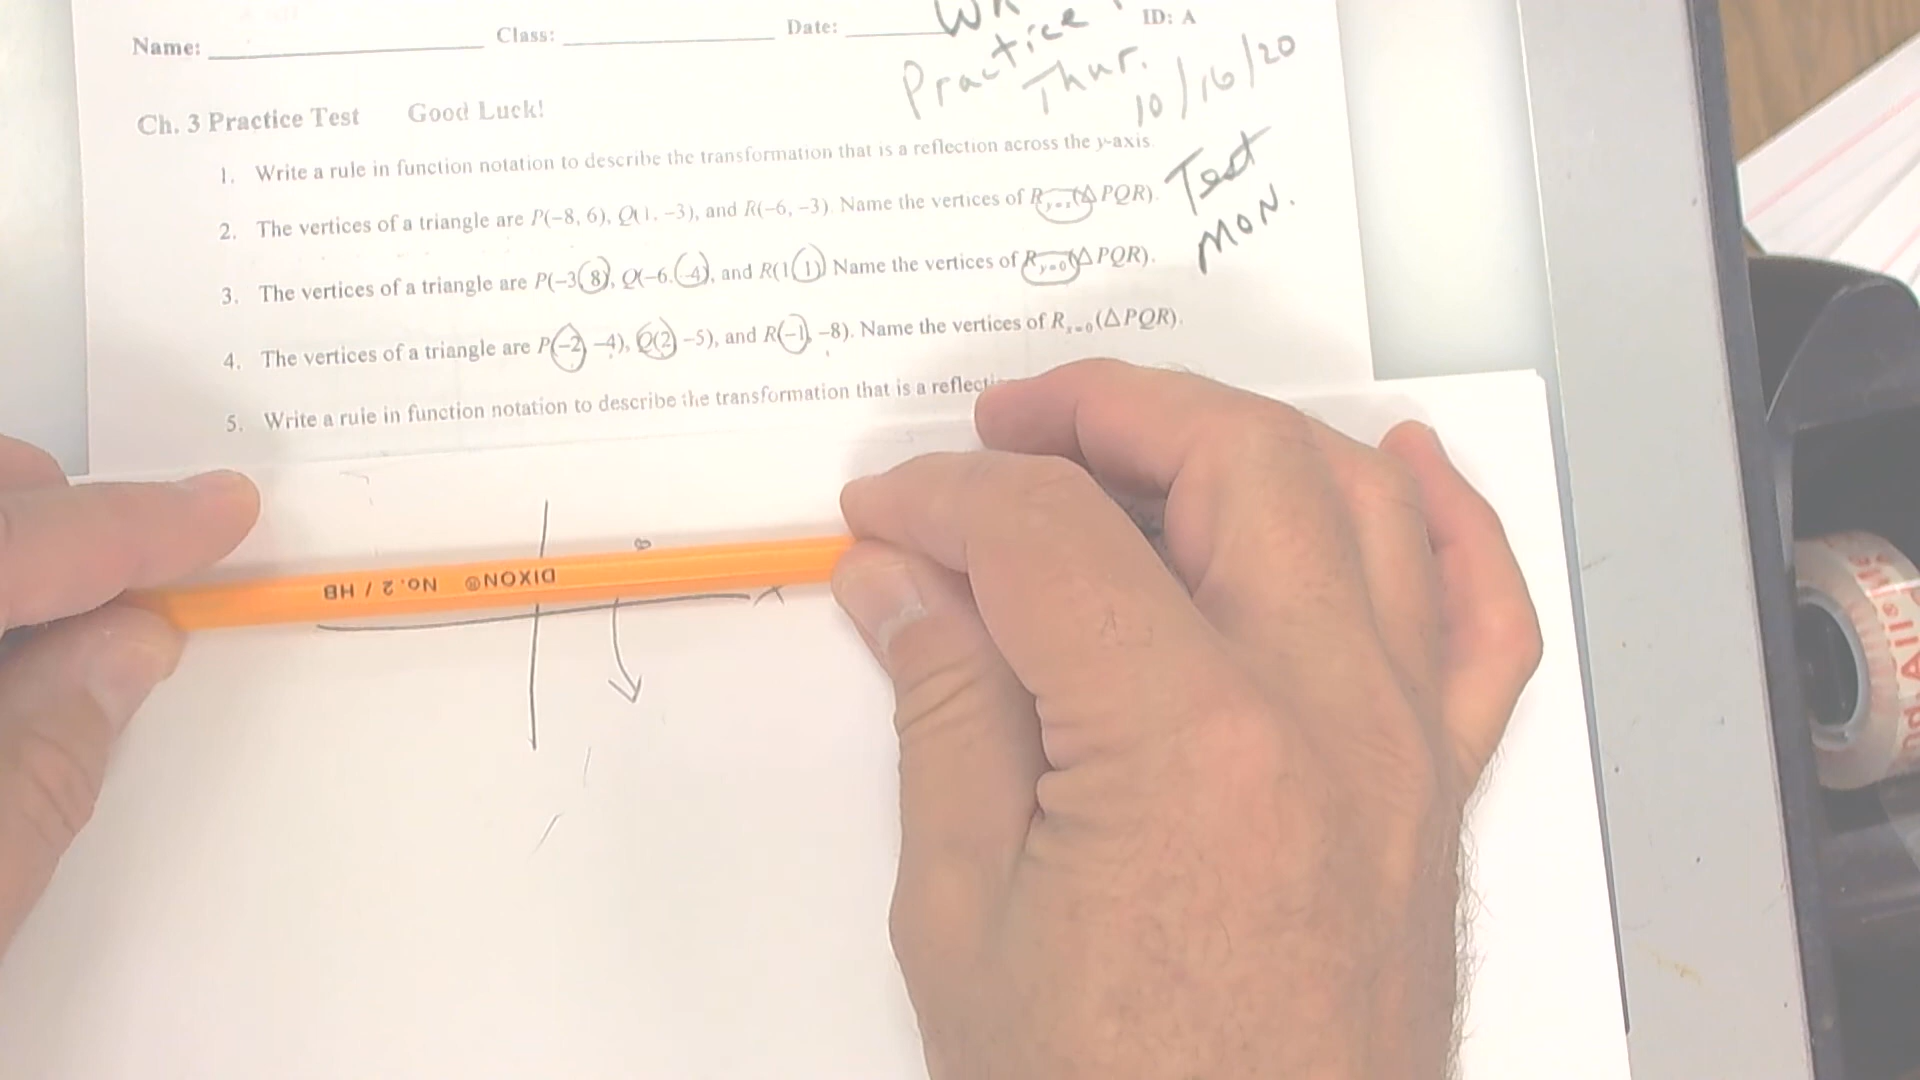 Name: Class: Date: ID: A
Practice
Thur.
10/16/20
Ch. 3 Practice Test Good Luck!
Test
MON.
1. Write a rule in function notation to describe the transformation that is a reflection across the y-axis.
2. The vertices of a triangle are P(−8, 6), Q(1, −3), and R(−6, −3). Name the vertices of R y=x (△PQR).
3. The vertices of a triangle are P(−3, 8), Q(−6, −4), and R(1, 1). Name the vertices of R y=0 (△PQR).
4. The vertices of a triangle are P(−2, −4), Q(2, −5), and R(−1, −8). Name the vertices of R x=0 (△PQR).
5. Write a rule in function notation to describe the transformation that is a
DIXON® No. 2 / HB